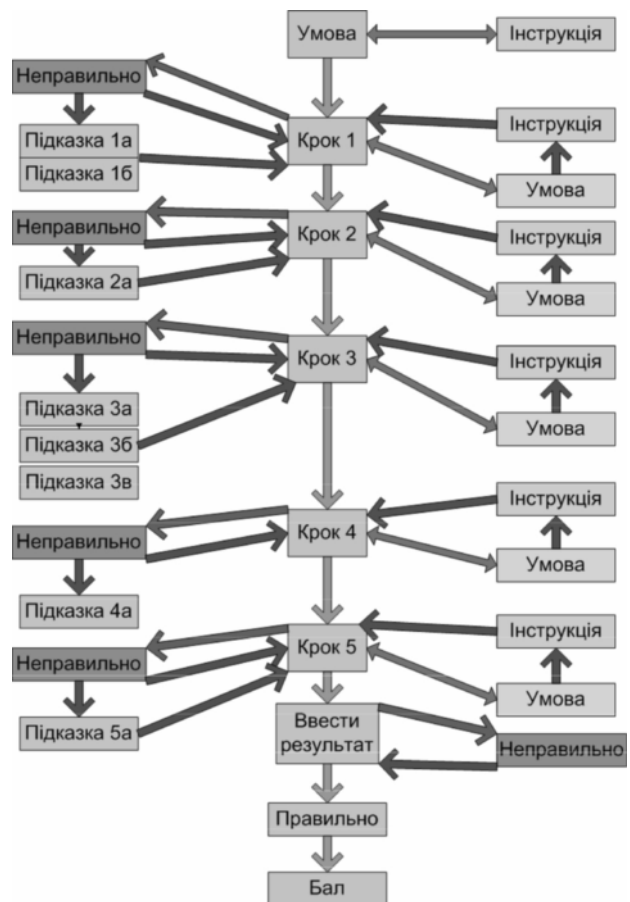 Умова
Інструкція
Неправильно
Підказка 1а
Підказка 1б
Крок 1
Інструкція
Умова
Неправильно
Підказка 2а
Крок 2
Інструкція
Умова
Неправильно
Підказка 3а
Підказка 3б
Підказка 3в
Крок 3
Інструкція
Умова
Неправильно
Підказка 4а
Крок 4
Інструкція
Умова
Неправильно
Підказка 5а
Крок 5
Інструкція
Умова
Ввести
результат
Неправильно
Правильно
Бал